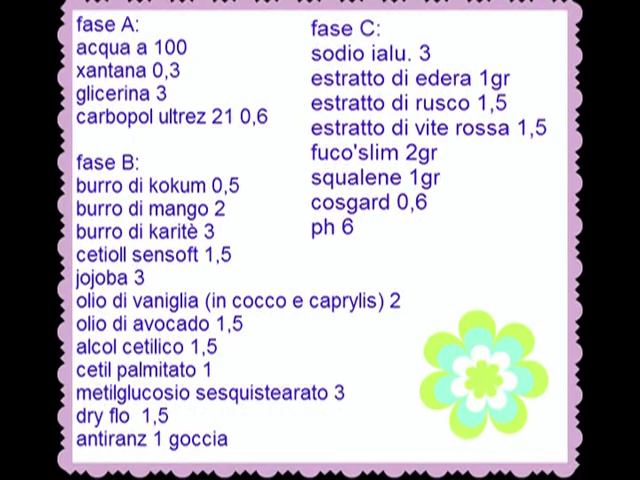 fase A:
acqua a 100
xantana 0,3
glicerina 3
carbopol ultrez 21 0,6
fase B:
burro di kokum 0,5
burro di mango 2
burro di karitè 3
cetioll sensoft 1,5
jojoba 3
olio di vaniglia (in cocco e caprylis) 2
olio di avocado 1,5
alcol cetilico 1,5
cetil palmitato 1
metilglucosio sesquistearato 3
dry flo 1,5
antiranz 1 goccia
fase C:
sodio ialu. 3
estratto di edera 1gr
estratto di rusco 1,5
estratto di vite rossa 1,5
fuco'slim 2gr
squalene 1gr
cosgard 0,6
ph 6